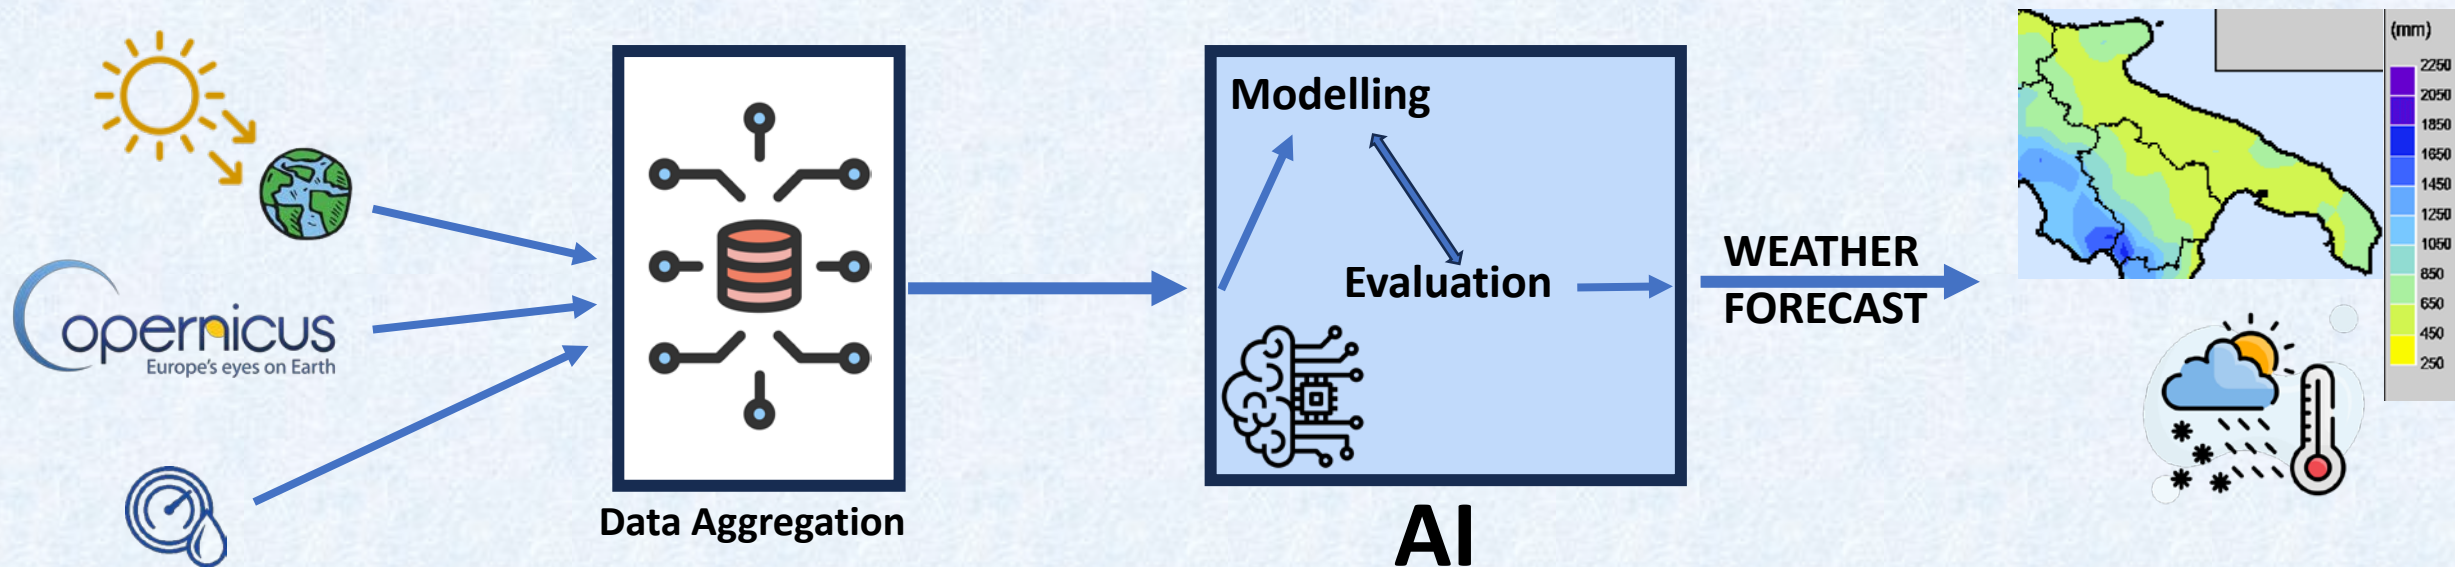 opernicus
Europe's eyes on Earth
Data Aggregation
Modelling
Evaluation
AI
WEATHER
FORECAST
(mm)
2250
2050
1850
1650
1450
1250
1050
850
650
450
250